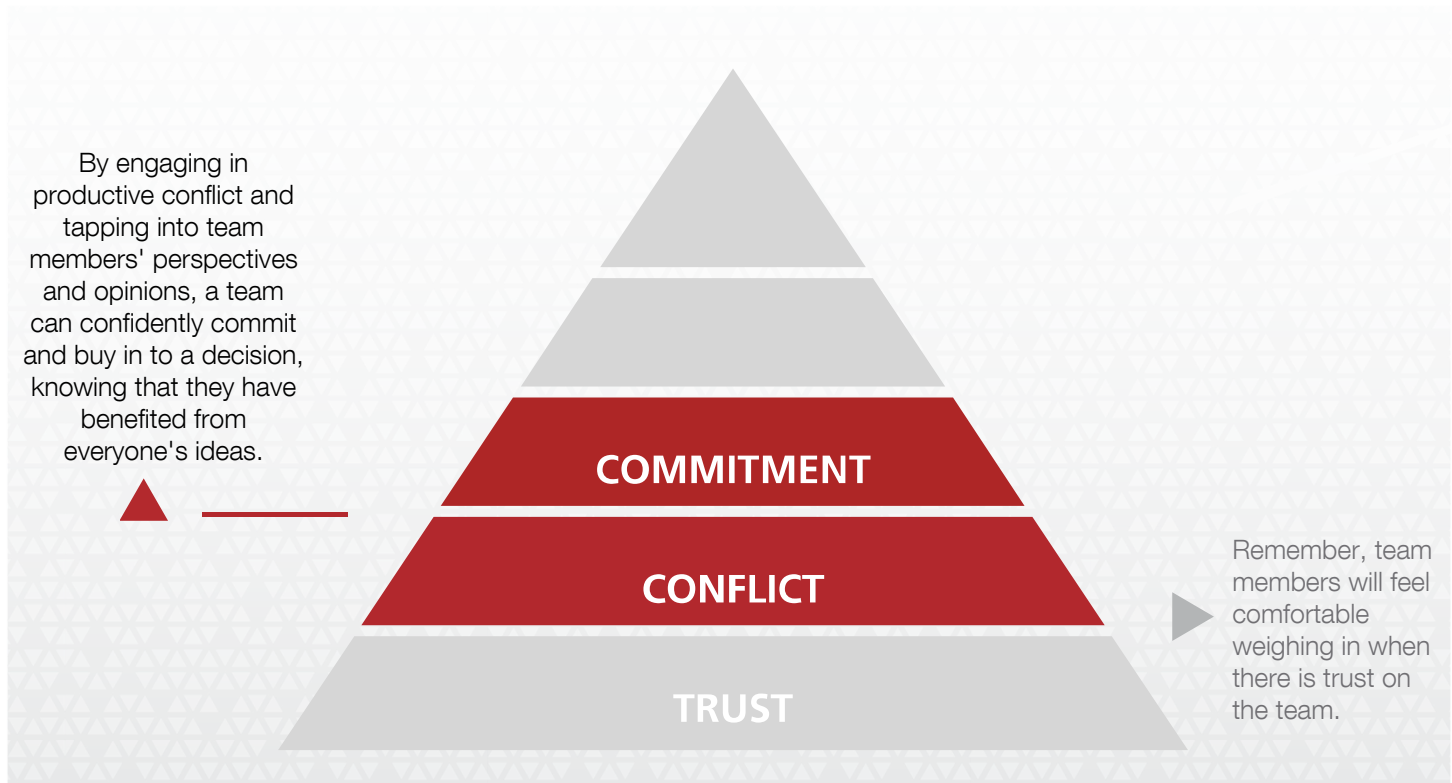 By engaging in
productive conflict and
tapping into team
members' perspectives
and opinions, a team
can confidently commit
and buy in to a decision,
knowing that they have
benefited from
everyone's ideas.
COMMITMENT
CONFLICT
TRUST
Remember, team
members will feel
comfortable
weighing in when
there is trust on
the team.